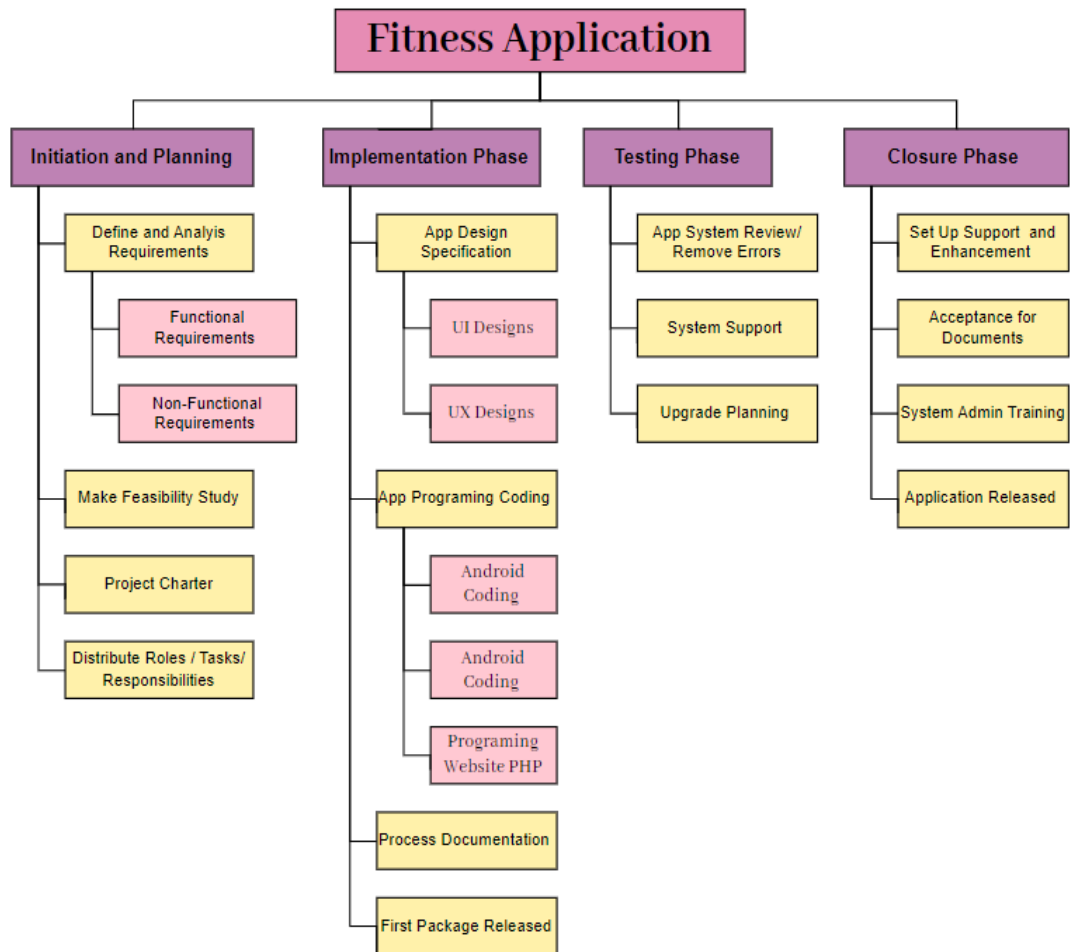 Fitness Application
Initiation and Planning
Define and Analyis
Requirements
Functional
Requirements
Non-Functional
Requirements
Make Feasibility Study
Project Charter
Distribute Roles / Tasks/
Responsibilities
Implementation Phase
App Design
Specification
UI Designs
UX Designs
App Programing Coding
Android
Coding
Android
Coding
Programing
Website PHP
Process Documentation
First Package Released
Testing Phase
App System Review/
Remove Errors
System Support
Upgrade Planning
Closure Phase
Set Up Support and
Enhancement
Acceptance for
Documents
System Admin Training
Application Released